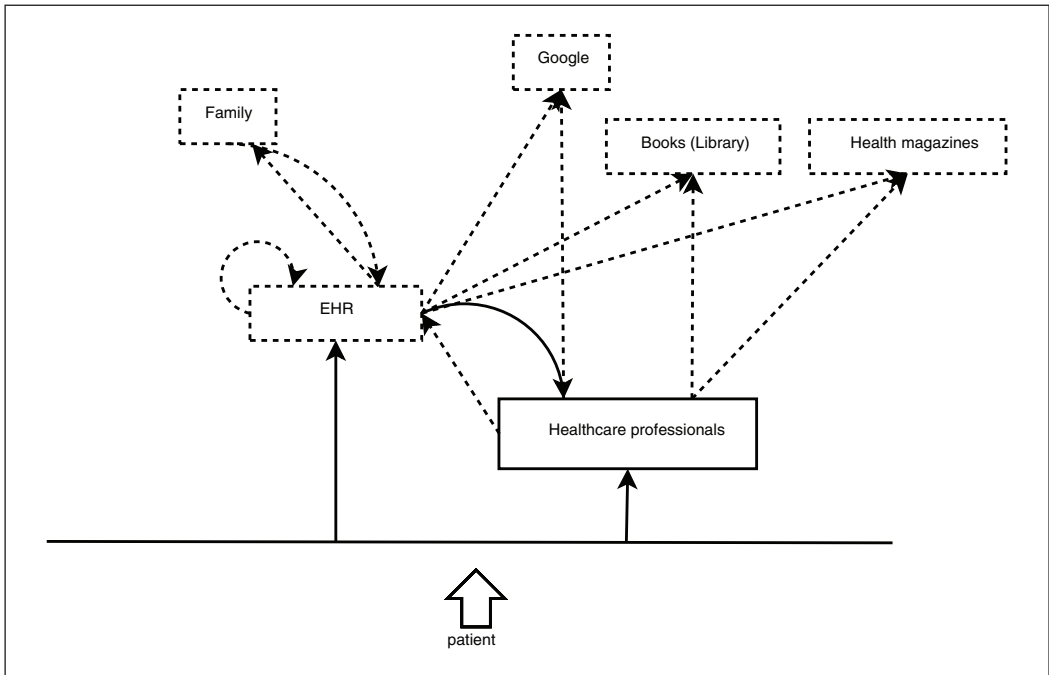 Google
Family
Books (Library)
Health magazines
EHR
Healthcare professionals
patient